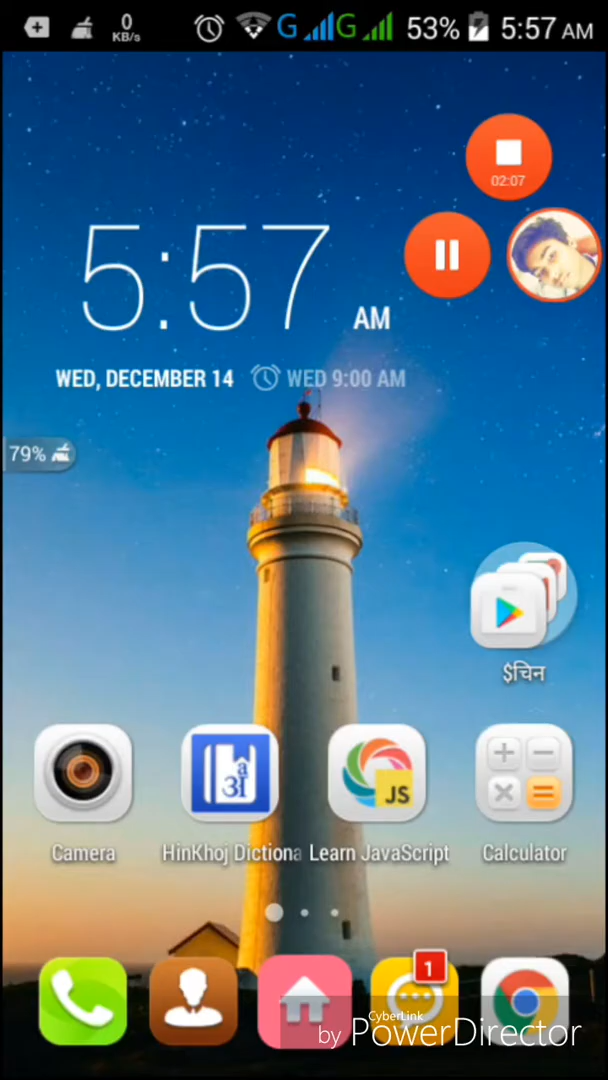 0
KB/s
G
G
53%
5:57 AM
02:07
5:57 AM
WED, DECEMBER 14
WED 9:00 AM
79%
$चिन
अ
â
JS
Camera
HinKhoj Dictiona
Learn JavaScript
Calculator
1
CyberLink
by PowerDirector